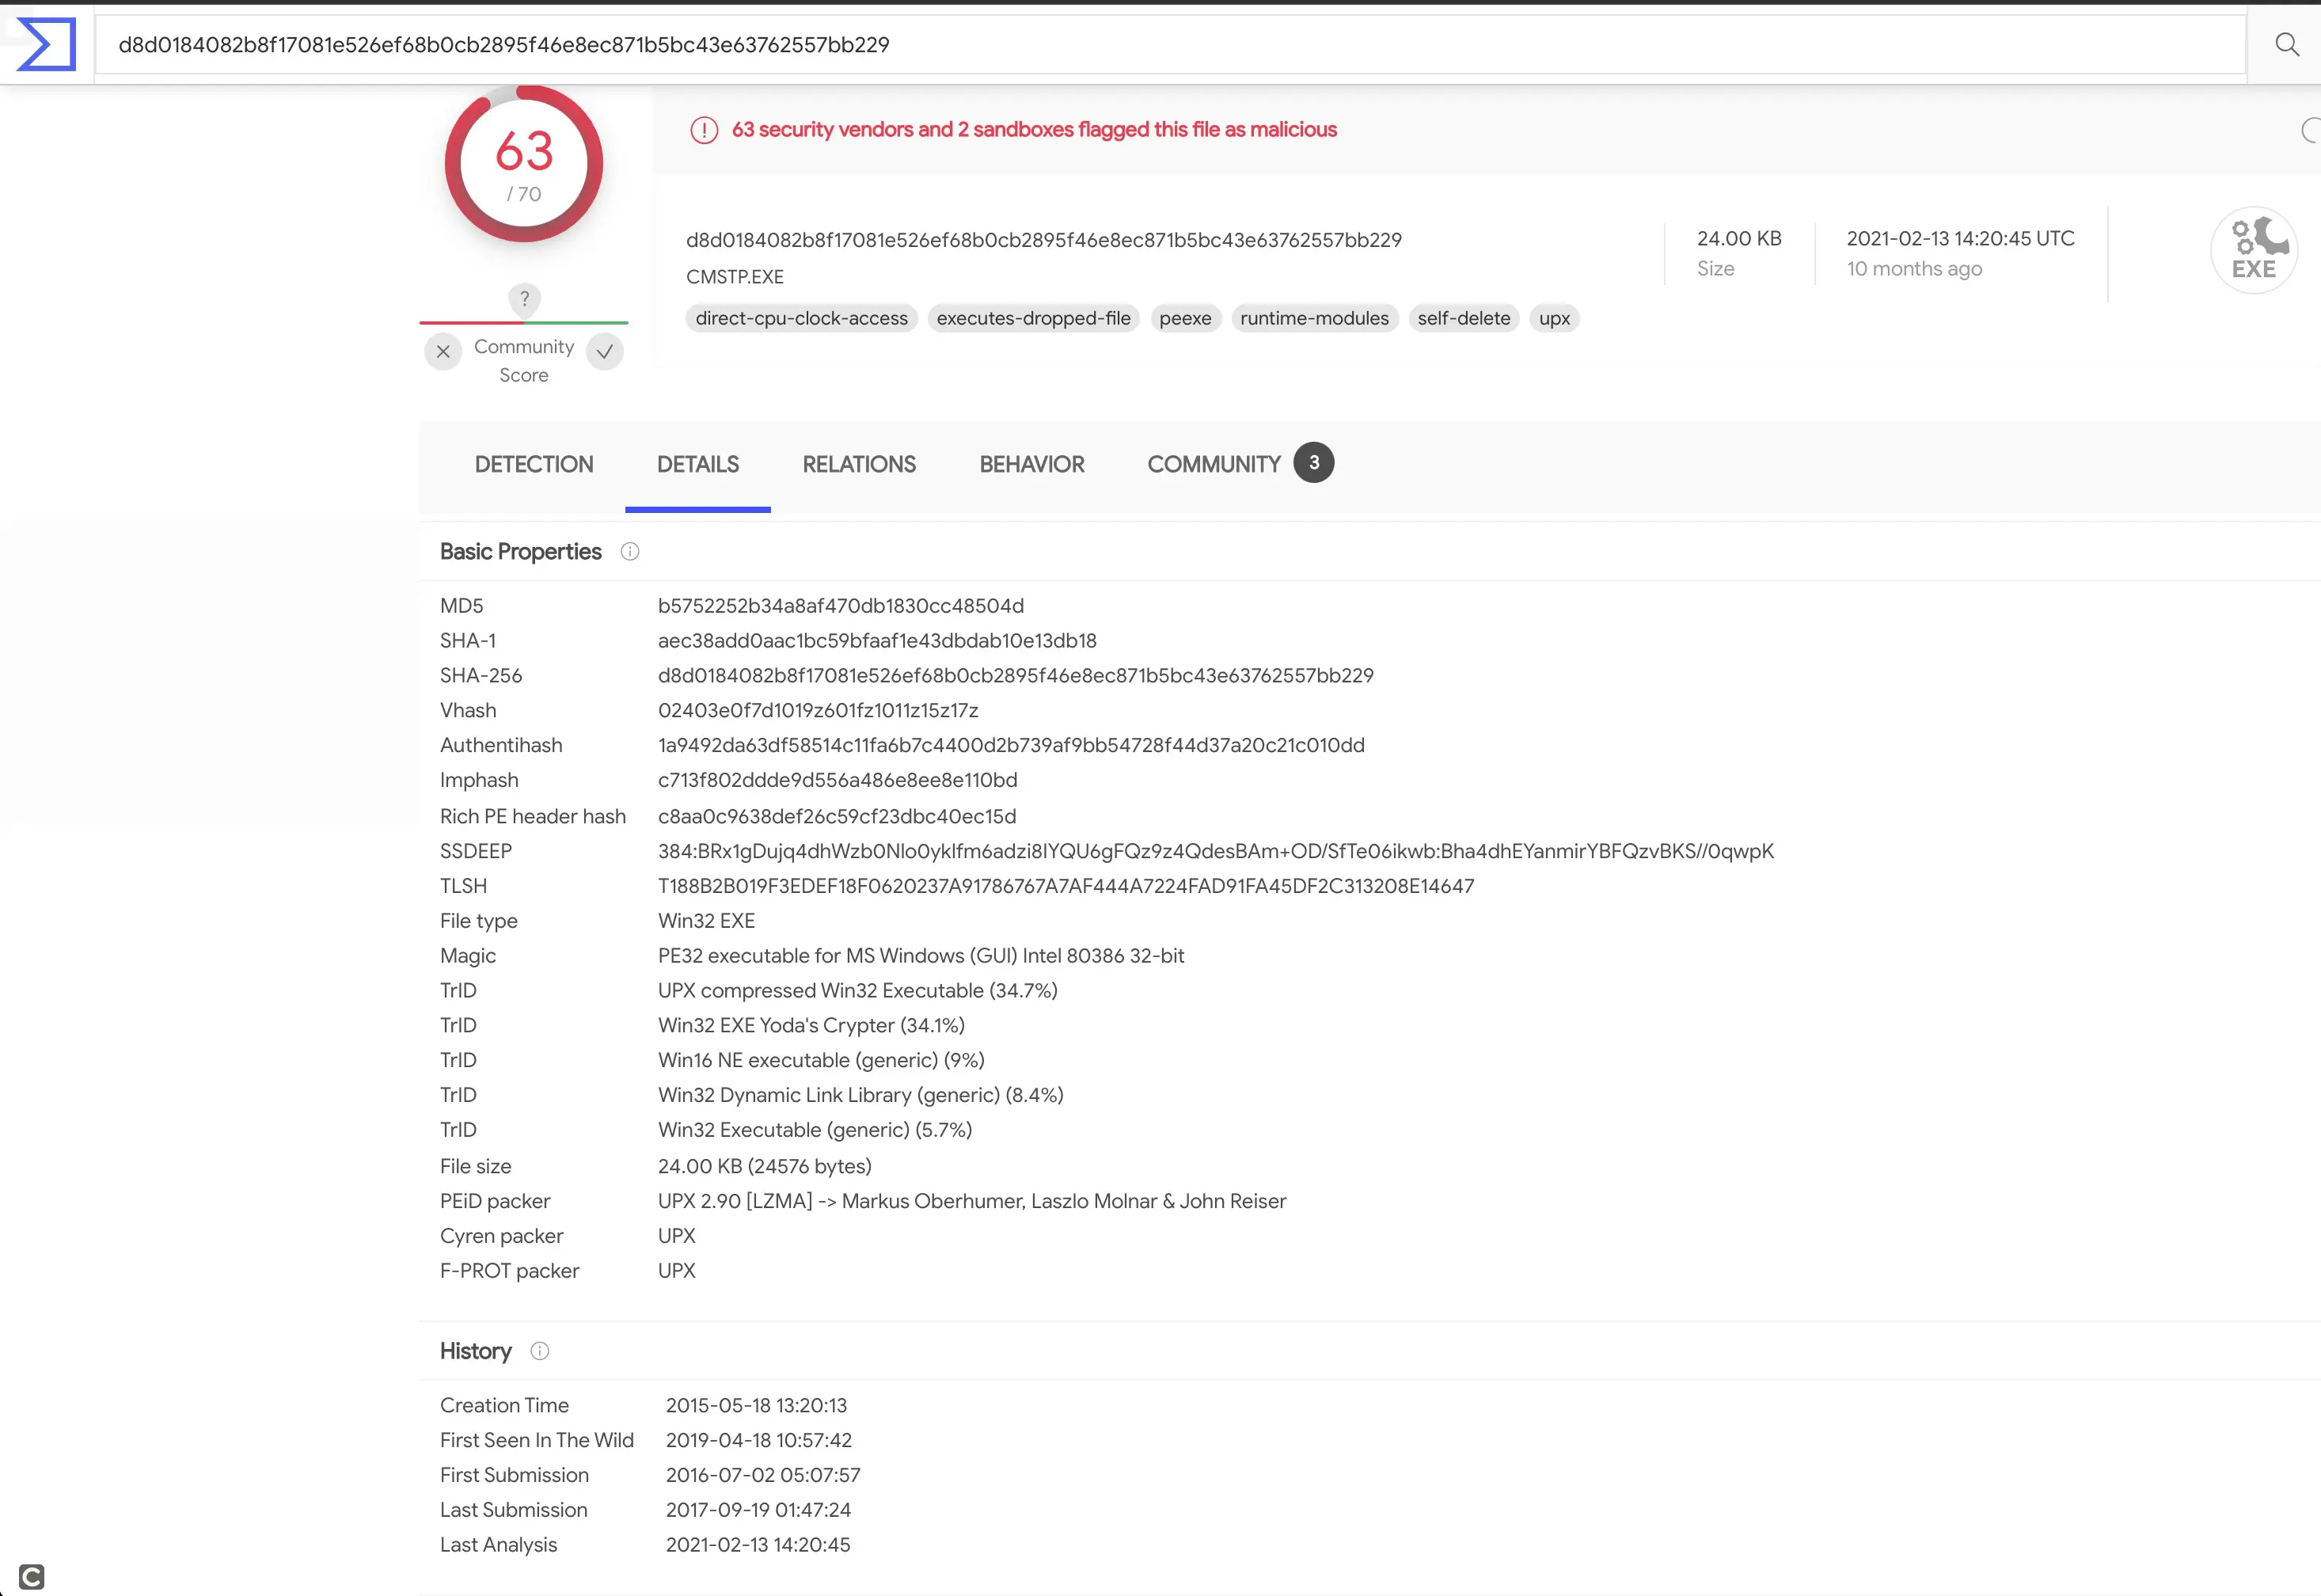 d8d0184082b8f17081e526ef68b0cb2895f46e8ec871b5bc43e63762557bb229
63
/ 70
! 63 security vendors and 2 sandboxes flagged this file as malicious
d8d0184082b8f17081e526ef68b0cb2895f46e8ec871b5bc43e63762557bb229
CMSTP.EXE
direct-cpu-clock-access executes-dropped-file peexe runtime-modules self-delete upx
24.00 KB
Size
2021-02-13 14:20:45 UTC
10 months ago
EXE
?
Community
Score
DETECTION DETAILS RELATIONS BEHAVIOR COMMUNITY 3
Basic Properties
MD5 b5752252b34a8af470db1830cc48504d
SHA-1 aec38add0aac1bc59bfaaf1e43dbdab10e13db18
SHA-256 d8d0184082b8f17081e526ef68b0cb2895f46e8ec871b5bc43e63762557bb229
Vhash 02403e0f7d1019z601fz1011z15z17z
Authentihash 1a9492da63df58514c11fa6b7c4400d2b739af9bb54728f44d37a20c21c010dd
Imphash c713f802ddde9d556a486e8ee8e110bd
Rich PE header hash c8aa0c9638def26c59cf23dbc40ec15d
SSDEEP 384:BRx1gDujq4dhWzb0Nlo0yklfm6adzi8IYQU6gFQz9z4QdesBAm+OD/SfTe06ikwb:Bha4dhEYanmirYBFQzvBKS//0qwpK
TLSH T188B2B019F3EDEF18F0620237A91786767A7AF444A7224FAD91FA45DF2C313208E14647
File type Win32 EXE
Magic PE32 executable for MS Windows (GUI) Intel 80386 32-bit
TrID UPX compressed Win32 Executable (34.7%)
TrID Win32 EXE Yoda's Crypter (34.1%)
TrID Win16 NE executable (generic) (9%)
TrID Win32 Dynamic Link Library (generic) (8.4%)
TrID Win32 Executable (generic) (5.7%)
File size 24.00 KB (24576 bytes)
PEiD packer UPX 2.90 [LZMA] -> Markus Oberhumer, Laszlo Molnar & John Reiser
Cyren packer UPX
F-PROT packer UPX
History
Creation Time 2015-05-18 13:20:13
First Seen In The Wild 2019-04-18 10:57:42
First Submission 2016-07-02 05:07:57
Last Submission 2017-09-19 01:47:24
Last Analysis 2021-02-13 14:20:45
C